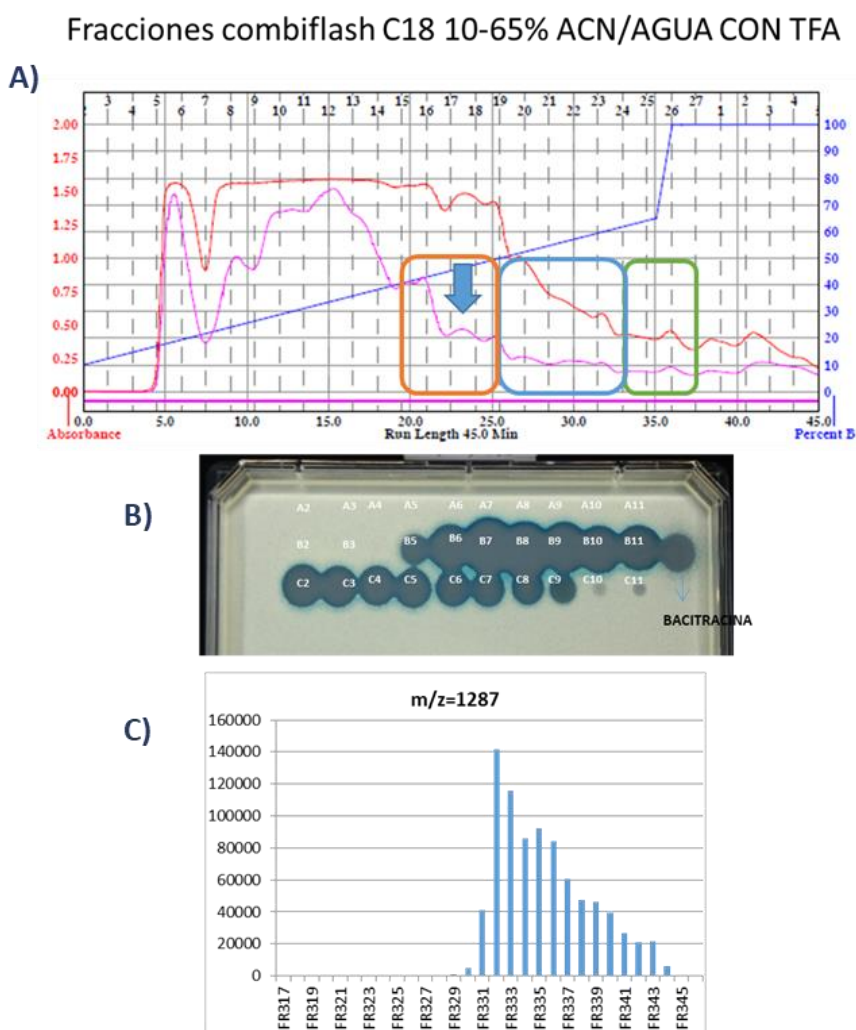 Fracciones combiflash C18 10-65% ACN/AGUA CON TFA
A)
3 5 7 9 11 13 15 17 19 21 23 25 27 2 4
4 6 8 10 12 14 16 18 20 22 24 26 1 3
2.00 100
90
1.75 80
1.50 70
1.25 60
1.00 50
0.75 40
0.50 30
20
0.25 10
0.00 0
0.0 5.0 10.0 15.0 20.0 25.0 30.0 35.0 40.0 45.0
Absorbance Run Length 45.0 Min Percent B
B)
A2 A3 A4 A5 A6 A7 A8 A9 A10 A11
B2 B3 B5 B6 B7 B8 B9 B10 B11
C2 C3 C4 C5 C6 C7 C8 C9 C10 C11
BACITRACINA
C)
m/z=1287
160000
140000
120000
100000
80000
60000
40000
20000
0
FR317 FR319 FR321 FR323 FR325 FR327 FR329 FR331 FR333 FR335 FR337 FR339 FR341 FR343 FR345